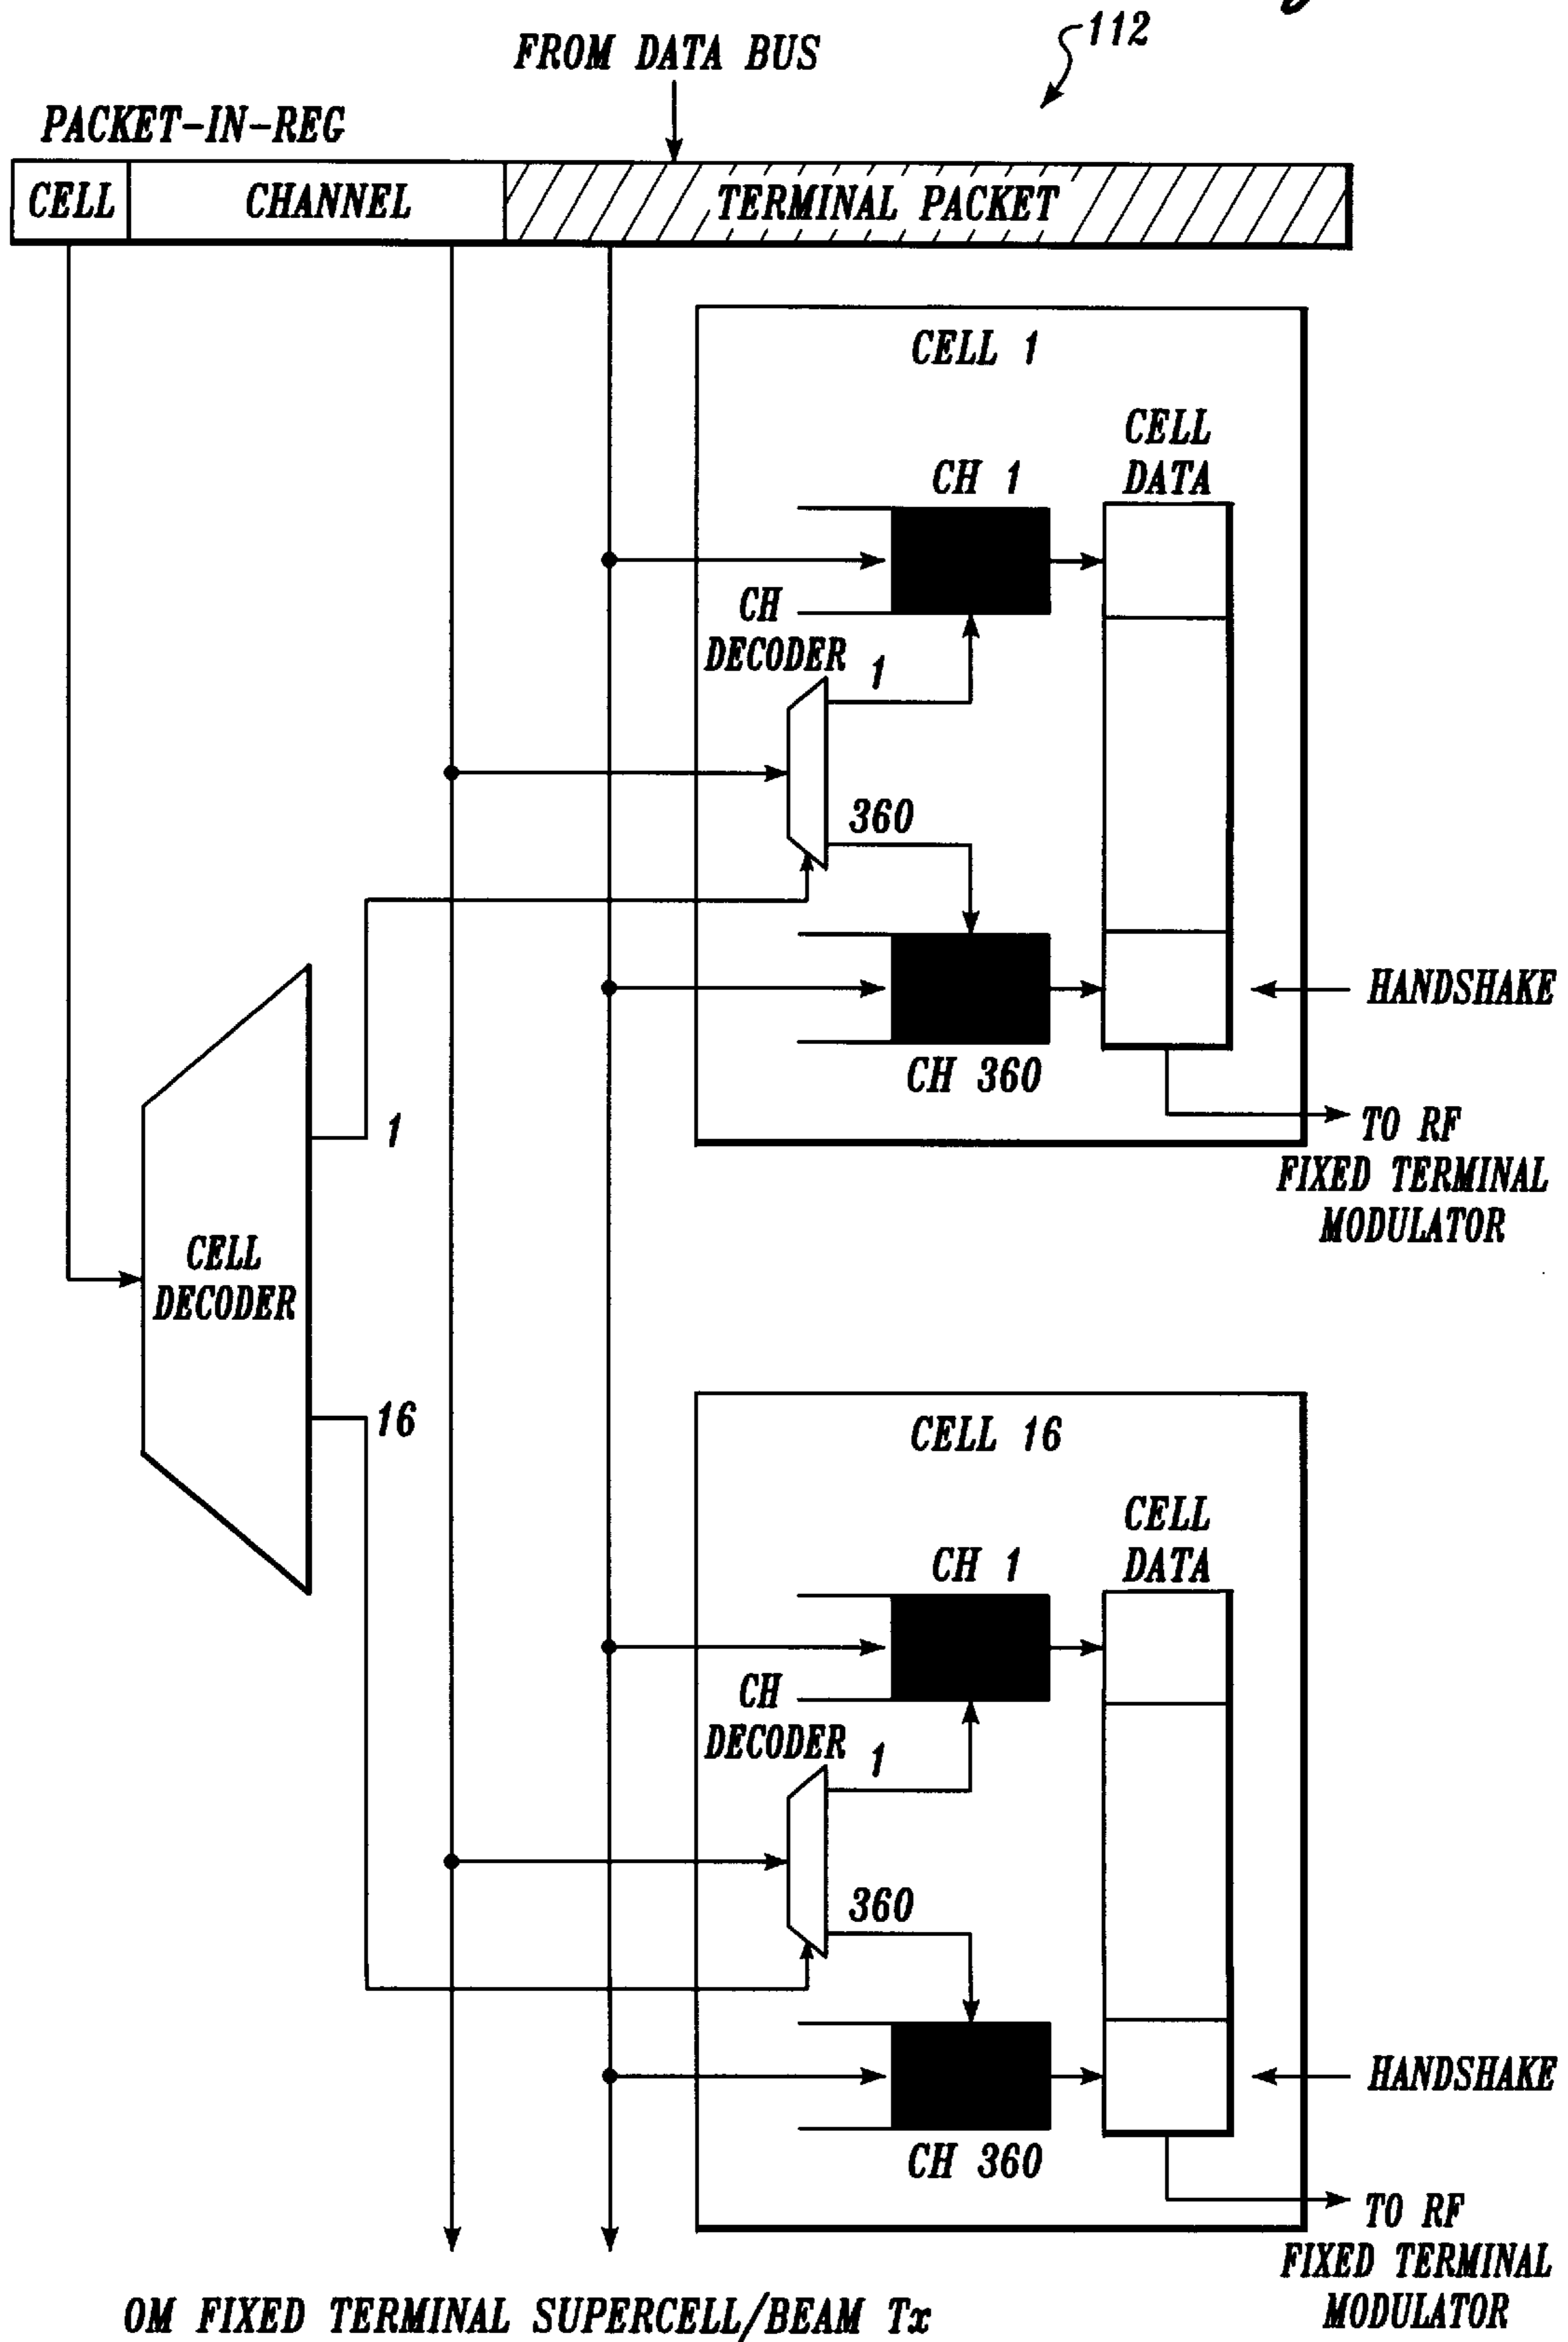 112
FROM DATA BUS
PACKET-IN-REG
CELL
CHANNEL
TERMINAL PACKET
CELL 1
CELL
DATA
CH 1
CH
DECODER
1
360
CH 360
HANDSHAKE
TO RF
FIXED TERMINAL
MODULATOR
1
CELL
DECODER
16
CELL 16
CELL
DATA
CH 1
CH
DECODER
1
360
CH 360
HANDSHAKE
TO RF
FIXED TERMINAL
MODULATOR
OM FIXED TERMINAL SUPERCELL/BEAM Tx